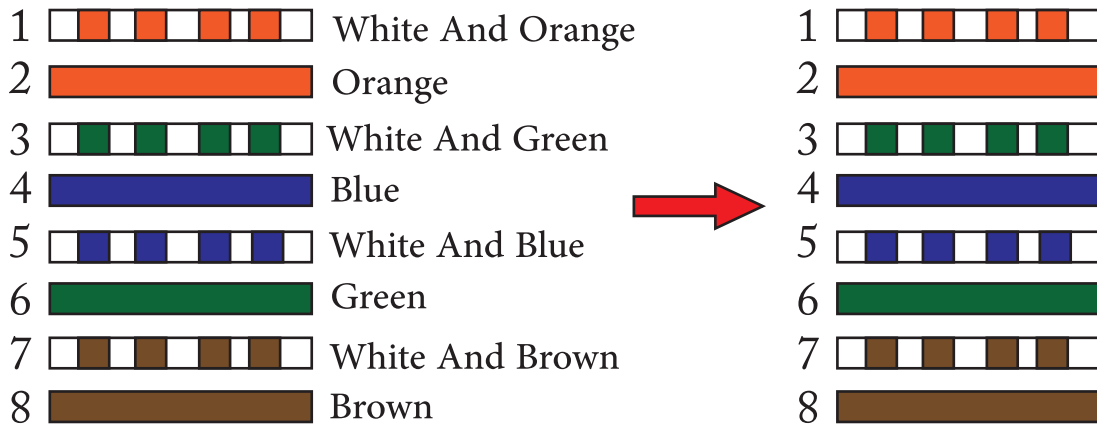 1 White And Orange 1
2 Orange 2
3 White And Green 3
4 Blue 4
5 White And Blue 5
6 Green 6
7 White And Brown 7
8 Brown 8